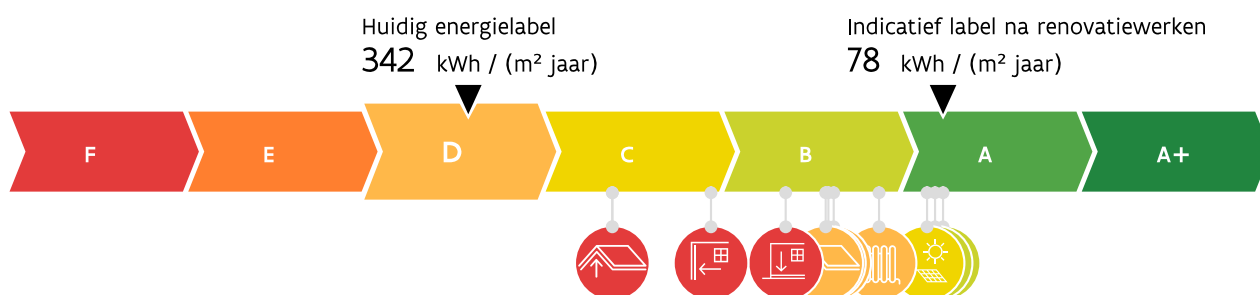 Huidig energielabel
342 kWh / (m² jaar)
Indicatief label na renovatiewerken
78 kWh / (m² jaar)
F E D C B A A+